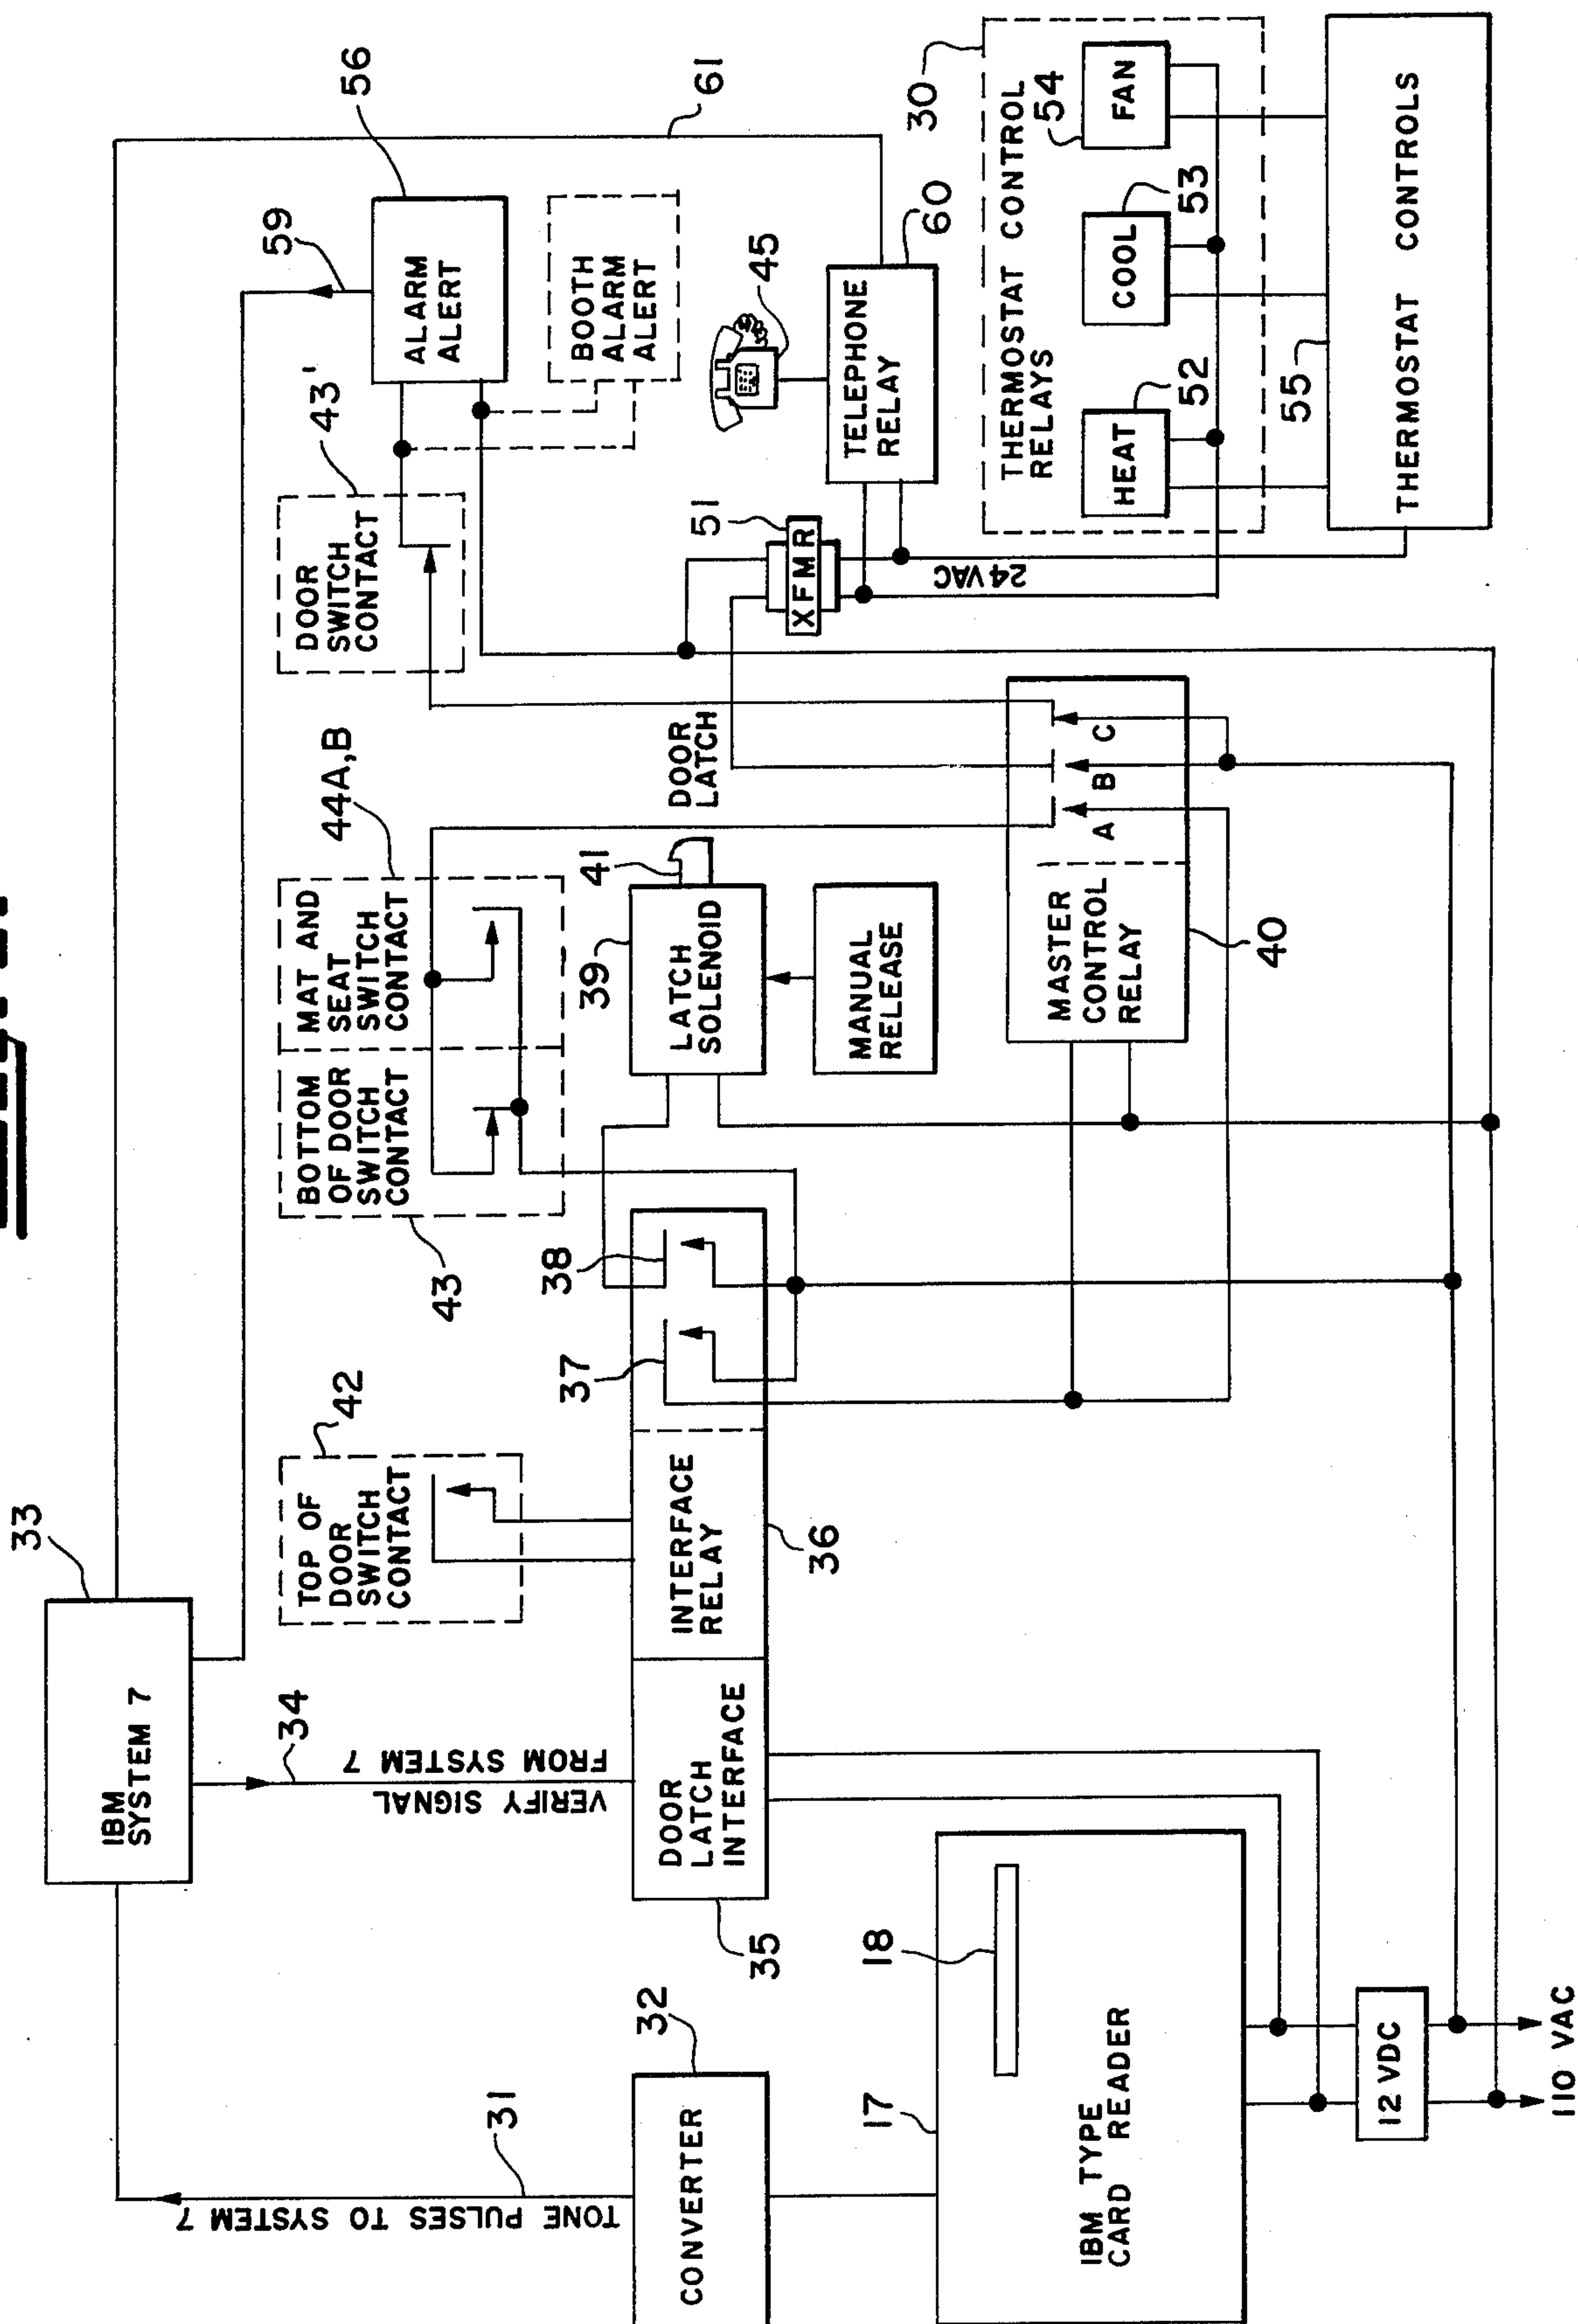 33
IBM
SYSTEM 7
34
VERIFY SIGNAL
FROM SYSTEM 7
31
TONE PULSES TO SYSTEM 7
32
CONVERTER
17
18
IBM TYPE
CARD READER
12 VDC
110 VAC
35
DOOR
LATCH
INTERFACE
INTERFACE
RELAY
36
37
38
42
TOP OF
DOOR
SWITCH
CONTACT
43
BOTTOM
OF DOOR
SWITCH
CONTACT
MAT AND
SEAT
SWITCH
CONTACT
44A,B
39
41
LATCH
SOLENOID
MANUAL
RELEASE
DOOR
LATCH
MASTER
CONTROL
RELAY
A
B
C
40
43'
DOOR
SWITCH
CONTACT
59
56
ALARM
ALERT
BOOTH
ALARM
ALERT
61
45
51
XFMR
24VAC
TELEPHONE
RELAY
60
30
THERMOSTAT CONTROL
RELAYS
54
HEAT
52
COOL
53
FAN
55
THERMOSTAT CONTROLS